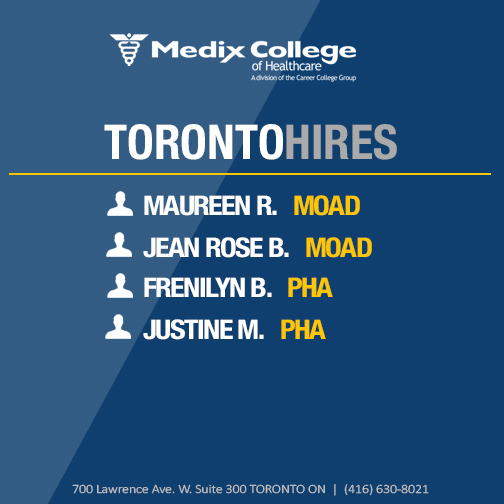 Medix College
of Healthcare
A division of the Career College Group
TORONTOHIRES
MAUREEN R. MOAD
JEAN ROSE B. MOAD
FRENILYN B. PHA
JUSTINE M. PHA
700 Lawrence Ave. W. Suite 300 TORONTO ON | (416) 630-8021